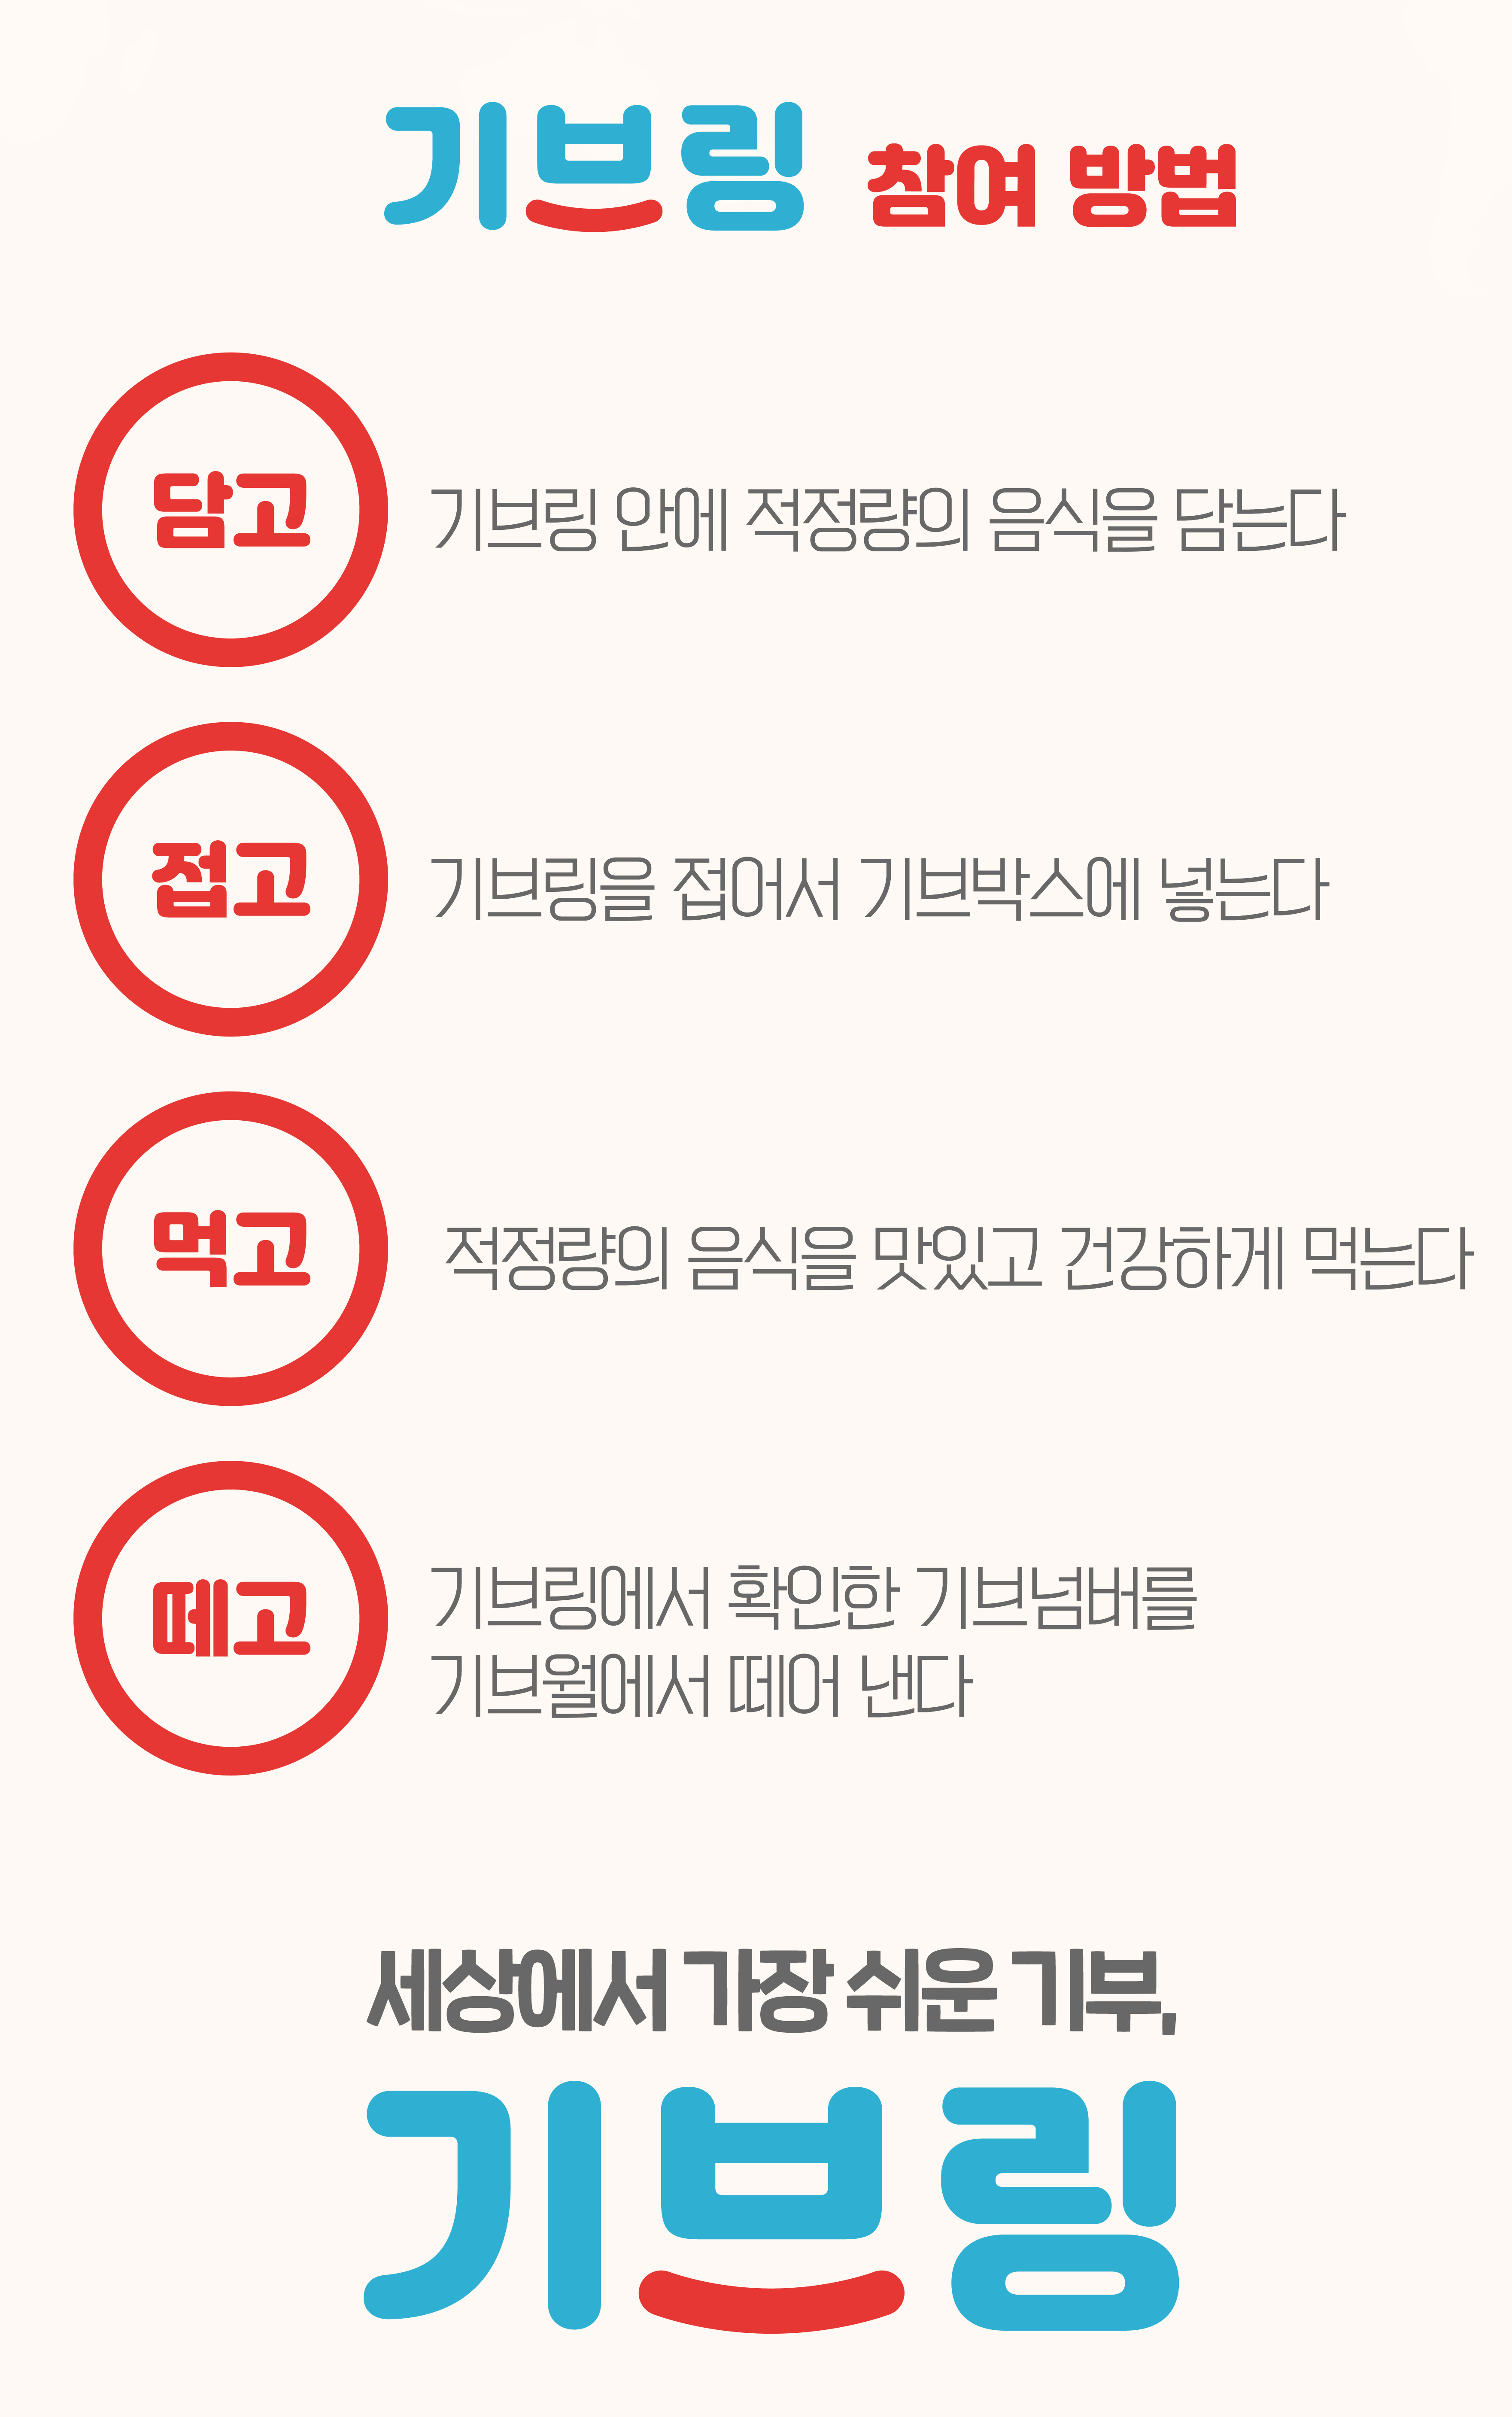 기브링 참여 방법
담고
기브링 안에 적정량의 음식을 담는다
접고
기브링을 접어서 기브박스에 넣는다
먹고
적정량의 음식을 맛있고 건강하게 먹는다
떼고
기브링에서 확인한 기브넘버를
기브월에서 떼어 낸다
세상에서 가장 쉬운 기부,
기브링